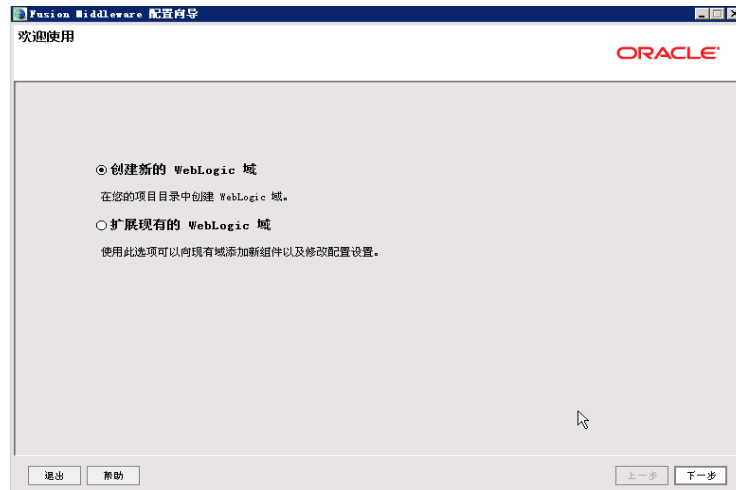 Fusion Middleware 配置向导
欢迎使用
ORACLE
创建新的 WebLogic 域
在您的项目目录中创建 WebLogic 域。
扩展现有的 WebLogic 域
使用此选项可以向现有域添加新组件以及修改配置设置。
退出 帮助 上一步 下一步